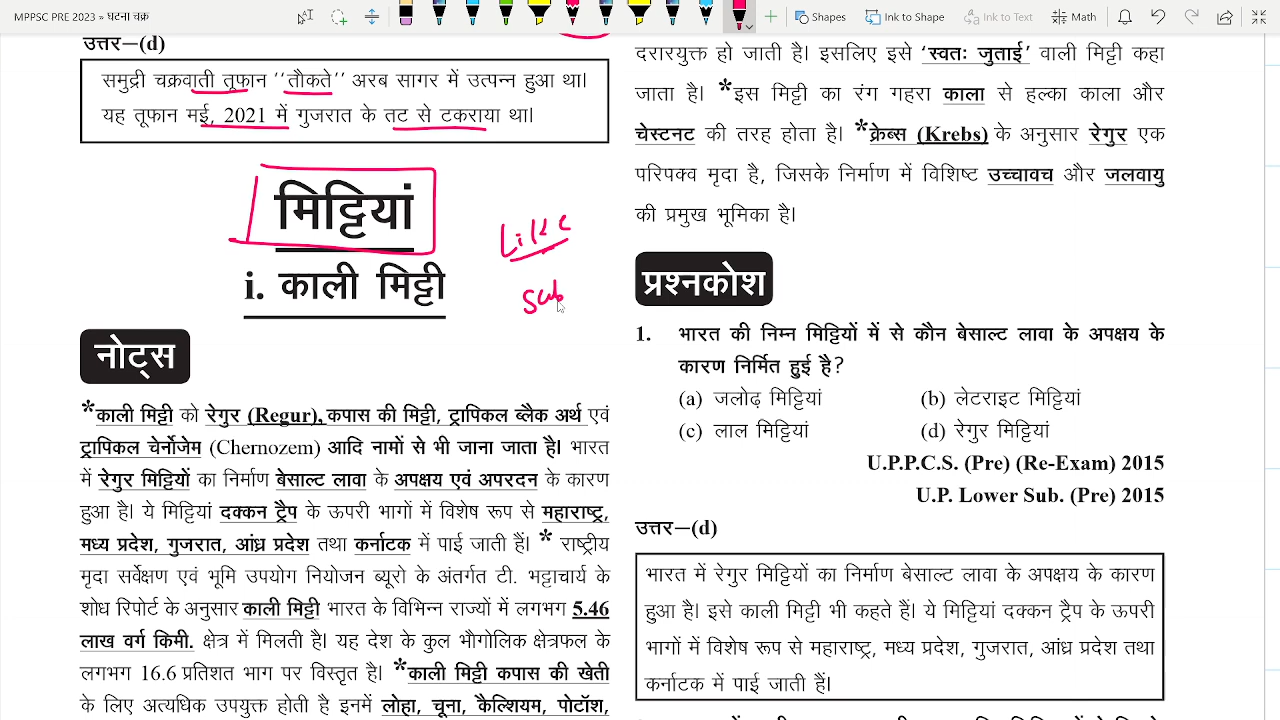 MPPSC PRE 2023 » घटना चक्र
Shapes
Ink to Shape
Ink to Text
Math
उत्तर–(d)
समुद्री चक्रवाती तूफान ‘‘तौकते’’ अरब सागर में उत्पन्न हुआ था।
यह तूफान मई, 2021 में गुजरात के तट से टकराया था।
मिट्टियां
Like
Sub
i. काली मिट्टी
नोट्स
*काली मिट्टी को रेगुर (Regur), कपास की मिट्टी, ट्रापिकल ब्लैक अर्थ एवं
ट्रापिकल चेर्नोजेम (Chernozem) आदि नामों से भी जाना जाता है। भारत
में रेगुर मिट्टियों का निर्माण बेसाल्ट लावा के अपक्षय एवं अपरदन के कारण
हुआ है। ये मिट्टियां दक्कन ट्रैप के ऊपरी भागों में विशेष रूप से महाराष्ट्र,
मध्य प्रदेश, गुजरात, आंध्र प्रदेश तथा कर्नाटक में पाई जाती हैं। * राष्ट्रीय
मृदा सर्वेक्षण एवं भूमि उपयोग नियोजन ब्यूरो के अंतर्गत टी. भट्टाचार्य के
शोध रिपोर्ट के अनुसार काली मिट्टी भारत के विभिन्न राज्यों में लगभग 5.46
लाख वर्ग किमी. क्षेत्र में मिलती है। यह देश के कुल भौगोलिक क्षेत्रफल के
लगभग 16.6 प्रतिशत भाग पर विस्तृत है। *काली मिट्टी कपास की खेती
के लिए अत्यधिक उपयुक्त होती है इनमें लोहा, चूना, कैल्शियम, पोटॉश,
दरारयुक्त हो जाती है। इसलिए इसे ‘स्वतः जुताई’ वाली मिट्टी कहा
जाता है। *इस मिट्टी का रंग गहरा काला से हल्का काला और
चेस्टनट की तरह होता है। *क्रेब्स (Krebs) के अनुसार रेगुर एक
परिपक्व मृदा है, जिसके निर्माण में विशिष्ट उच्चावच और जलवायु
की प्रमुख भूमिका है।
प्रश्नकोश
1. भारत की निम्न मिट्टियों में से कौन बेसाल्ट लावा के अपक्षय के
कारण निर्मित हुई है?
(a) जलोढ़ मिट्टियां (b) लेटराइट मिट्टियां
(c) लाल मिट्टियां (d) रेगुर मिट्टियां
U.P.P.C.S. (Pre) (Re-Exam) 2015
U.P. Lower Sub. (Pre) 2015
उत्तर–(d)
भारत में रेगुर मिट्टियों का निर्माण बेसाल्ट लावा के अपक्षय के कारण
हुआ है। इसे काली मिट्टी भी कहते हैं। ये मिट्टियां दक्कन ट्रैप के ऊपरी
भागों में विशेष रूप से महाराष्ट्र, मध्य प्रदेश, गुजरात, आंध्र प्रदेश तथा
कर्नाटक में पाई जाती हैं।